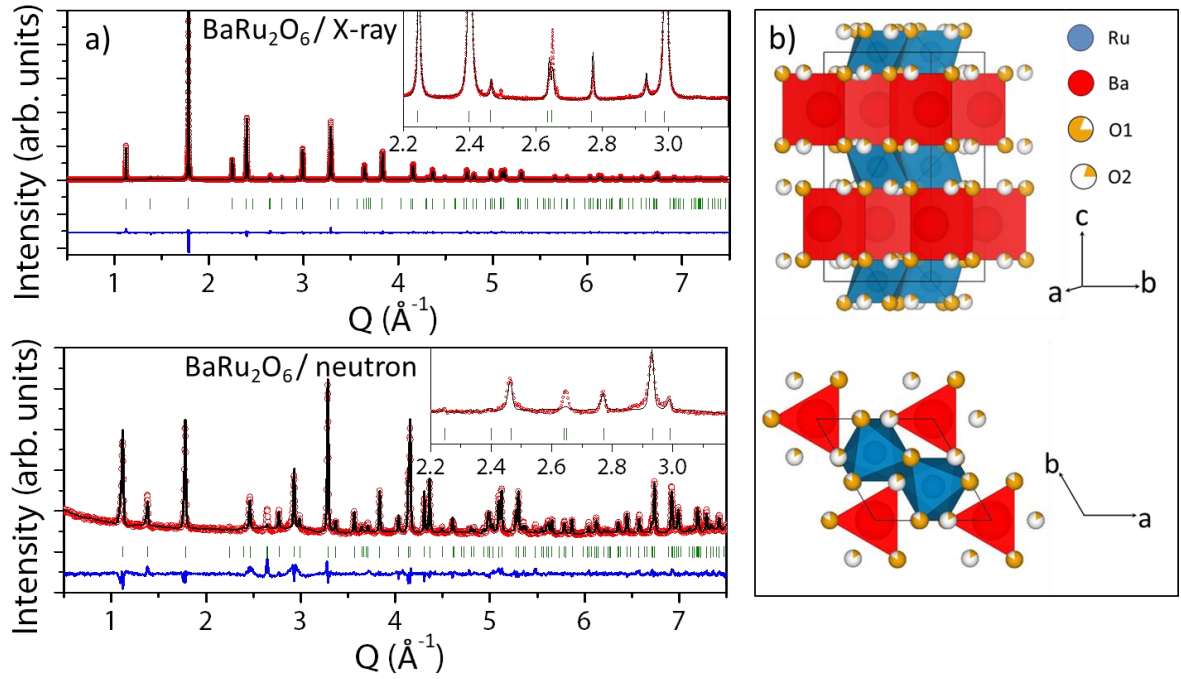 a)
BaRu₂O₆ / X-ray
Intensity (arb. units)
2.2 2.4 2.6 2.8 3.0
1 2 3 4 5 6 7
Q (Å⁻¹)
BaRu₂O₆ / neutron
Intensity (arb. units)
2.2 2.4 2.6 2.8 3.0
1 2 3 4 5 6 7
Q (Å⁻¹)
b)
Ru
Ba
O1
O2
c
a b
b
a